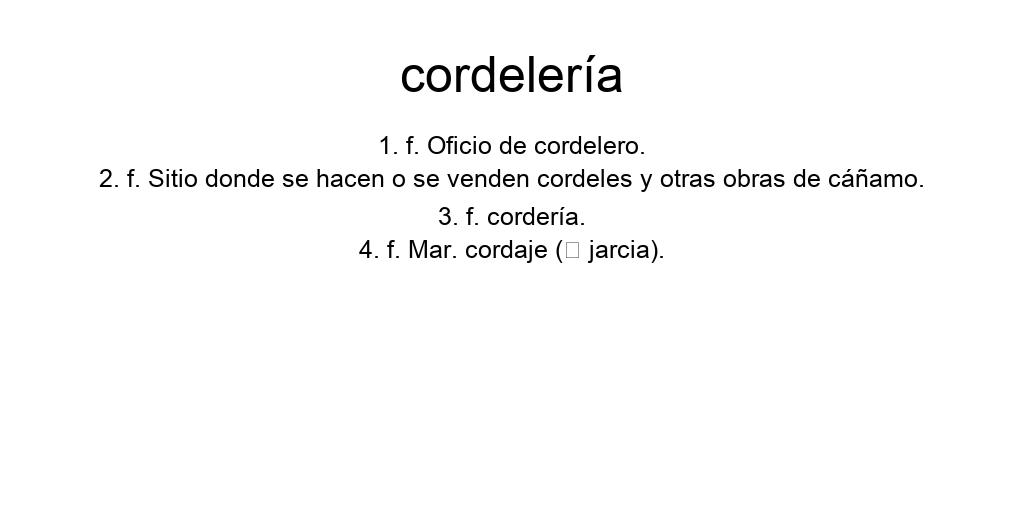 cordelería
1. f. Oficio de cordelero.
2. f. Sitio donde se hacen o se venden cordeles y otras obras de cáñamo.
3. f. cordería.
4. f. Mar. cordaje (□ jarcia).